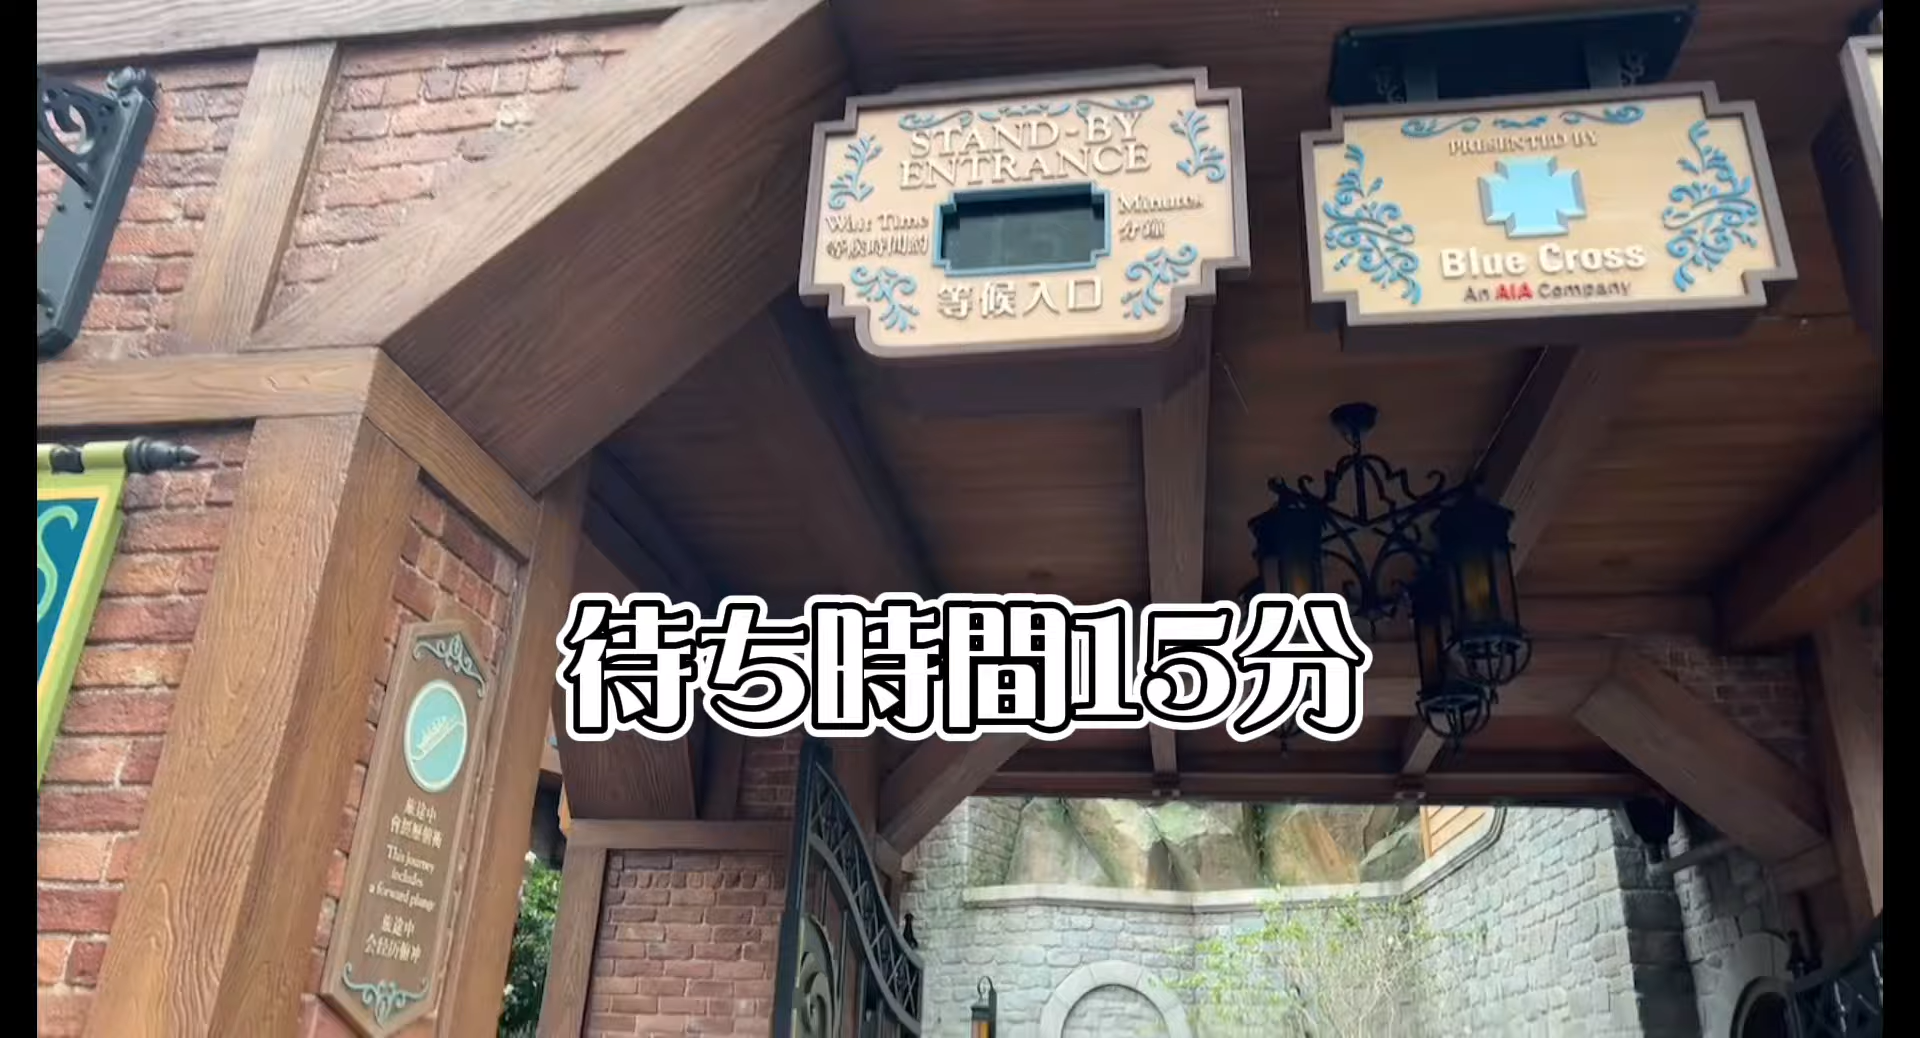 STAND-BY
ENTRANCE
Wait Time
等候時間約
15
Minutes
分鐘
等候入口
PRESENTED BY
Blue Cross
An AIA Company
待ち時間15分
旅途中
會經歷俯衝
This journey
includes
a forward plunge
旅途中
会经历俯冲